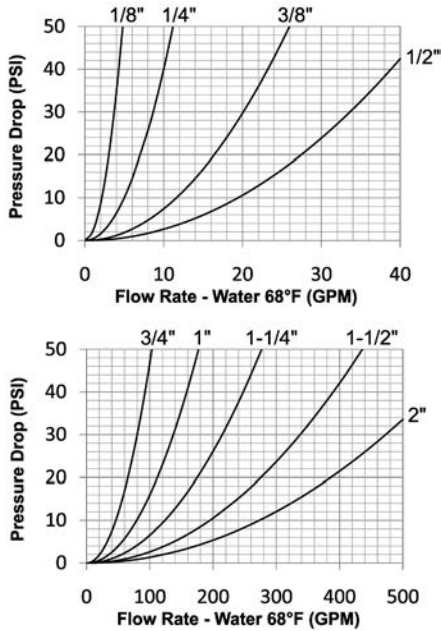 1/8" 1/4" 3/8"
50
1/2"
40
30
20
10
0
Pressure Drop (PSI)
0 10 20 30 40
Flow Rate - Water 68°F (GPM)
3/4" 1" 1-1/4" 1-1/2"
50
40
2"
30
20
10
0
Pressure Drop (PSI)
0 100 200 300 400 500
Flow Rate - Water 68°F (GPM)